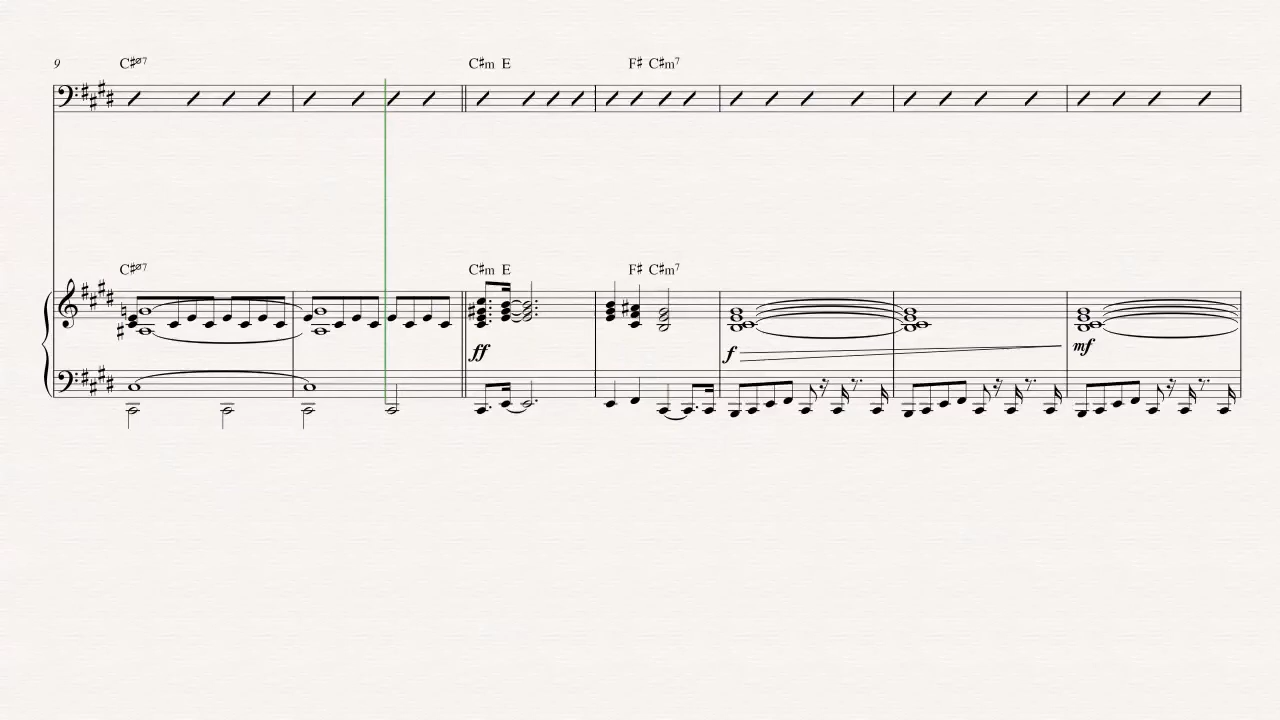 9 C♯ø7 C♯m E F♯ C♯m7
C♯ø7 C♯m E F♯ C♯m7
ff f mf